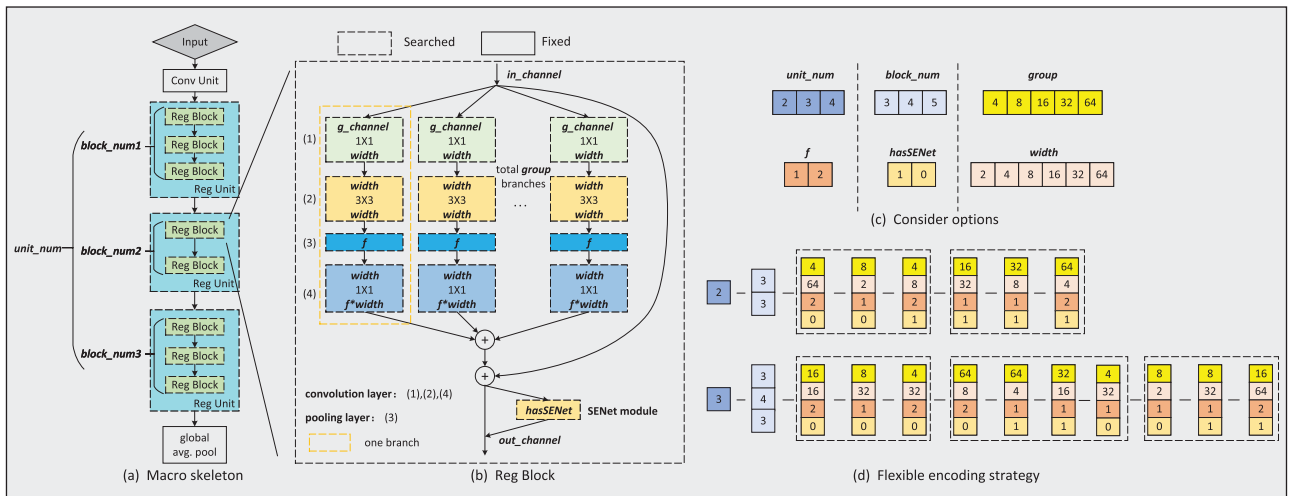 Input
Conv Unit
Reg Block
Reg Block
Reg Block
Reg Unit
block_num1
Reg Block
Reg Block
Reg Unit
block_num2
unit_num
Reg Block
Reg Block
Reg Block
Reg Unit
block_num3
global
avg. pool
(a) Macro skeleton
Searched
Fixed
in_channel
(1)
g_channel
1X1
width
g_channel
1X1
width
g_channel
1X1
width
total group
branches
...
(2)
width
3X3
width
width
3X3
width
width
3X3
width
(3)
f
f
f
(4)
width
1X1
f*width
width
1X1
f*width
width
1X1
f*width
+
+
convolution layer: (1),(2),(4)
pooling layer: (3)
one branch
hasSENet
SENet module
out_channel
(b) Reg Block
unit_num
2 3 4
block_num
3 4 5
group
4 8 16 32 64
f
1 2
hasSENet
1 0
width
2 4 8 16 32 64
(c) Consider options
2
3
3
4 8 4 16 32 64
64 2 8 32 8 4
2 1 2 2 1 2
0 0 1 1 1 1
3
3
4
3
16 8 4 64 64 32 4 8 8 16
16 32 32 8 4 16 32 2 32 64
2 1 2 2 1 1 1 1 1 2
0 0 0 0 1 1 0 0 1 1
(d) Flexible encoding strategy